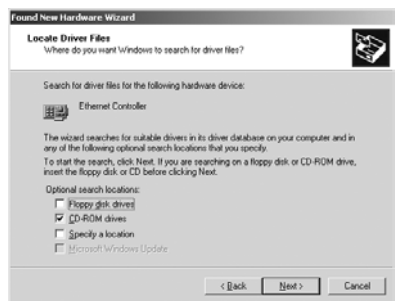 Found New Hardware Wizard
Locate Driver Files
Where do you want Windows to search for driver files?
Search for driver files for the following hardware device:
Ethernet Controller
The wizard searches for suitable drivers in its driver database on your computer and in
any of the following optional search locations that you specify.
To start the search, click Next. If you are searching on a floppy disk or CD-ROM drive,
insert the floppy disk or CD before clicking Next.
Optional search locations:
Floppy disk drives
CD-ROM drives
Specify a location
Microsoft Windows Update
< Back Next > Cancel